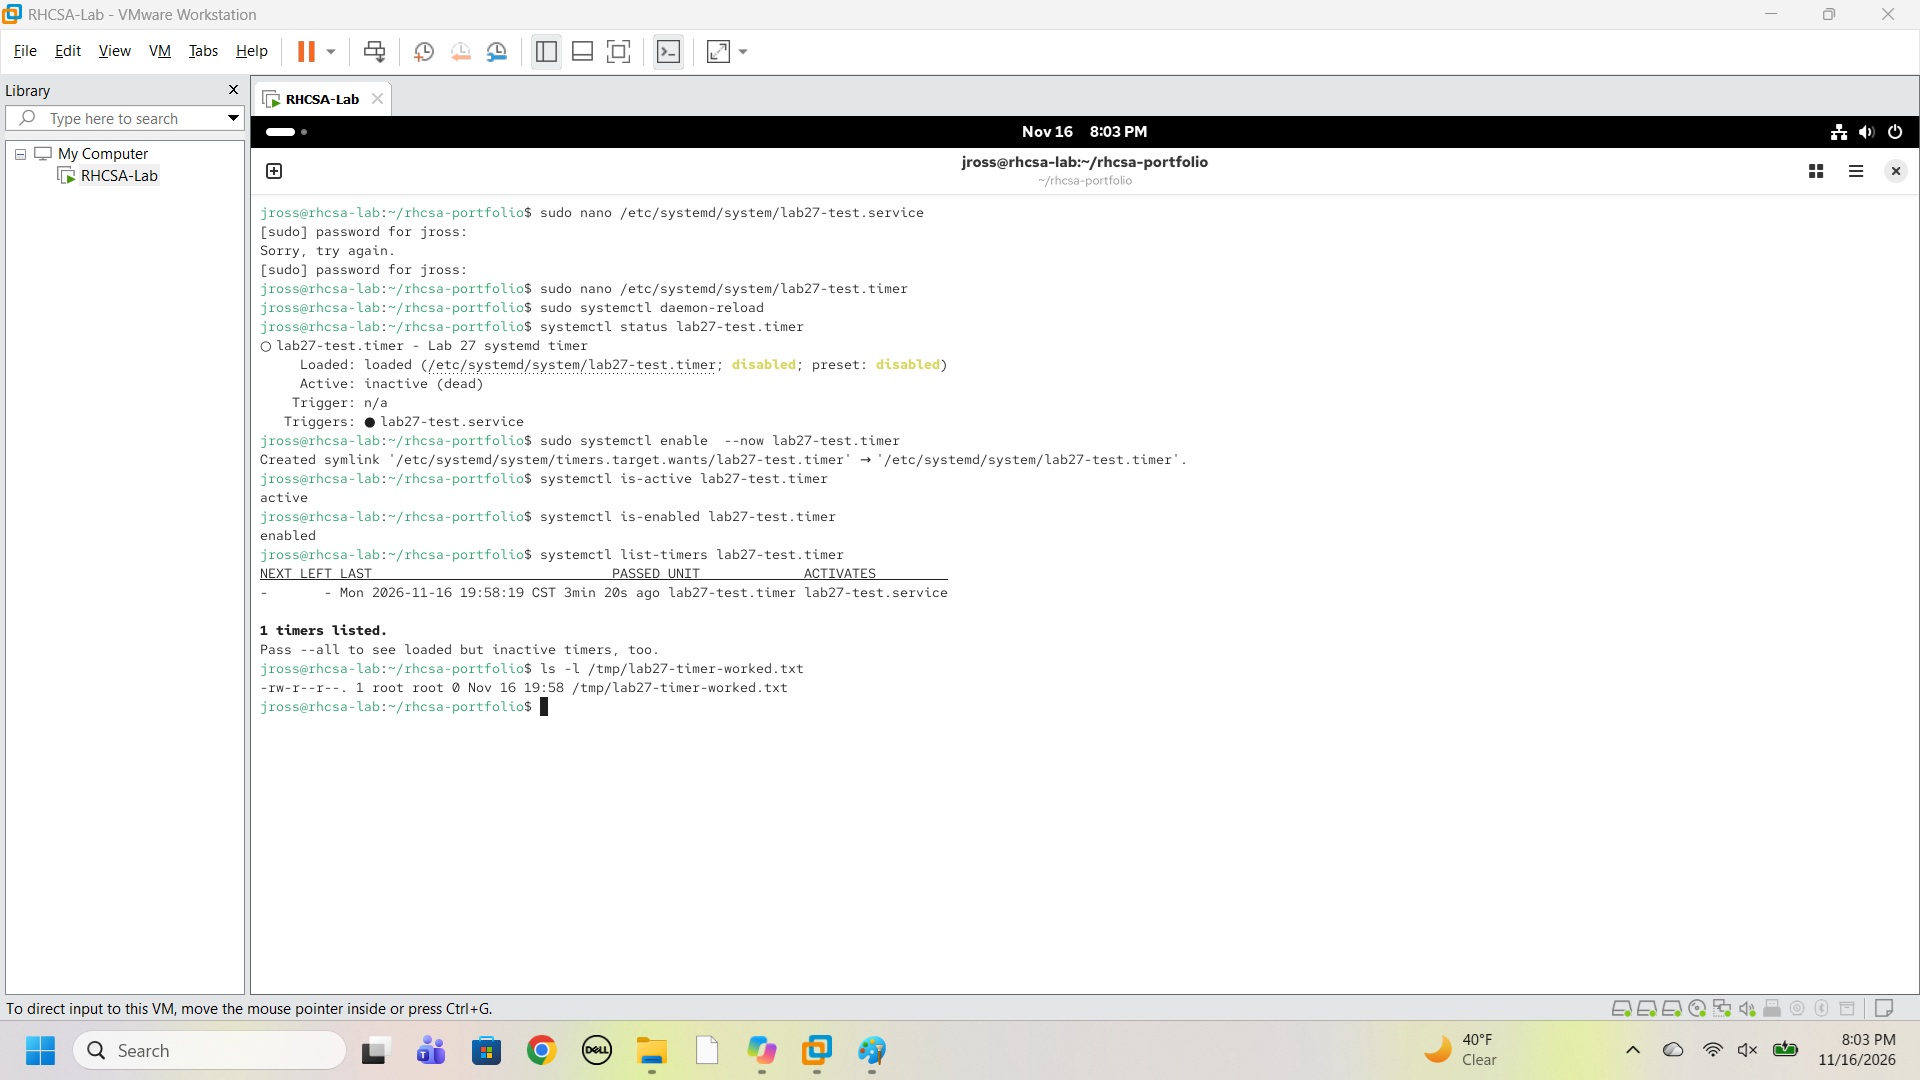 RHCSA-Lab - VMware Workstation
File Edit View VM Tabs Help
Library
Type here to search
My Computer
RHCSA-Lab
RHCSA-Lab
Nov 16 8:03 PM
jross@rhcsa-lab:~/rhcsa-portfolio
~/rhcsa-portfolio
jross@rhcsa-lab:~/rhcsa-portfolio$ sudo nano /etc/systemd/system/lab27-test.service
[sudo] password for jross:
Sorry, try again.
[sudo] password for jross:
jross@rhcsa-lab:~/rhcsa-portfolio$ sudo nano /etc/systemd/system/lab27-test.timer
jross@rhcsa-lab:~/rhcsa-portfolio$ sudo systemctl daemon-reload
jross@rhcsa-lab:~/rhcsa-portfolio$ systemctl status lab27-test.timer
○ lab27-test.timer - Lab 27 systemd timer
Loaded: loaded (/etc/systemd/system/lab27-test.timer; disabled; preset: disabled)
Active: inactive (dead)
Trigger: n/a
Triggers: ● lab27-test.service
jross@rhcsa-lab:~/rhcsa-portfolio$ sudo systemctl enable  --now lab27-test.timer
Created symlink '/etc/systemd/system/timers.target.wants/lab27-test.timer' → '/etc/systemd/system/lab27-test.timer'.
jross@rhcsa-lab:~/rhcsa-portfolio$ systemctl is-active lab27-test.timer
active
jross@rhcsa-lab:~/rhcsa-portfolio$ systemctl is-enabled lab27-test.timer
enabled
jross@rhcsa-lab:~/rhcsa-portfolio$ systemctl list-timers lab27-test.timer
NEXT LEFT LAST PASSED UNIT ACTIVATES
- - Mon 2026-11-16 19:58:19 CST 3min 20s ago lab27-test.timer lab27-test.service
1 timers listed.
Pass --all to see loaded but inactive timers, too.
jross@rhcsa-lab:~/rhcsa-portfolio$ ls -l /tmp/lab27-timer-worked.txt
-rw-r--r--. 1 root root 0 Nov 16 19:58 /tmp/lab27-timer-worked.txt
jross@rhcsa-lab:~/rhcsa-portfolio$
To direct input to this VM, move the mouse pointer inside or press Ctrl+G.
Search
DELL
40°F
Clear
8:03 PM
11/16/2026